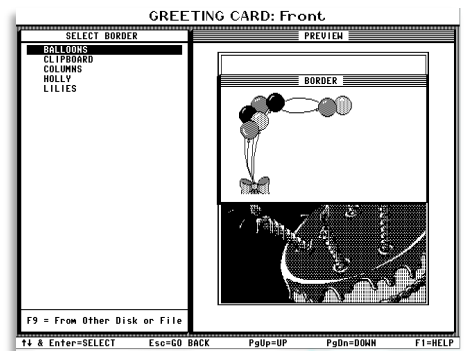 GREETING CARD: Front
SELECT BORDER
BALLOONS
CLIPBOARD
COLUMNS
HOLLY
LILIES
F9 = From Other Disk or File
PREVIEW
BORDER
↑↓ & Enter=SELECT Esc=GO BACK PgUp=UP PgDn=DOWN F1=HELP